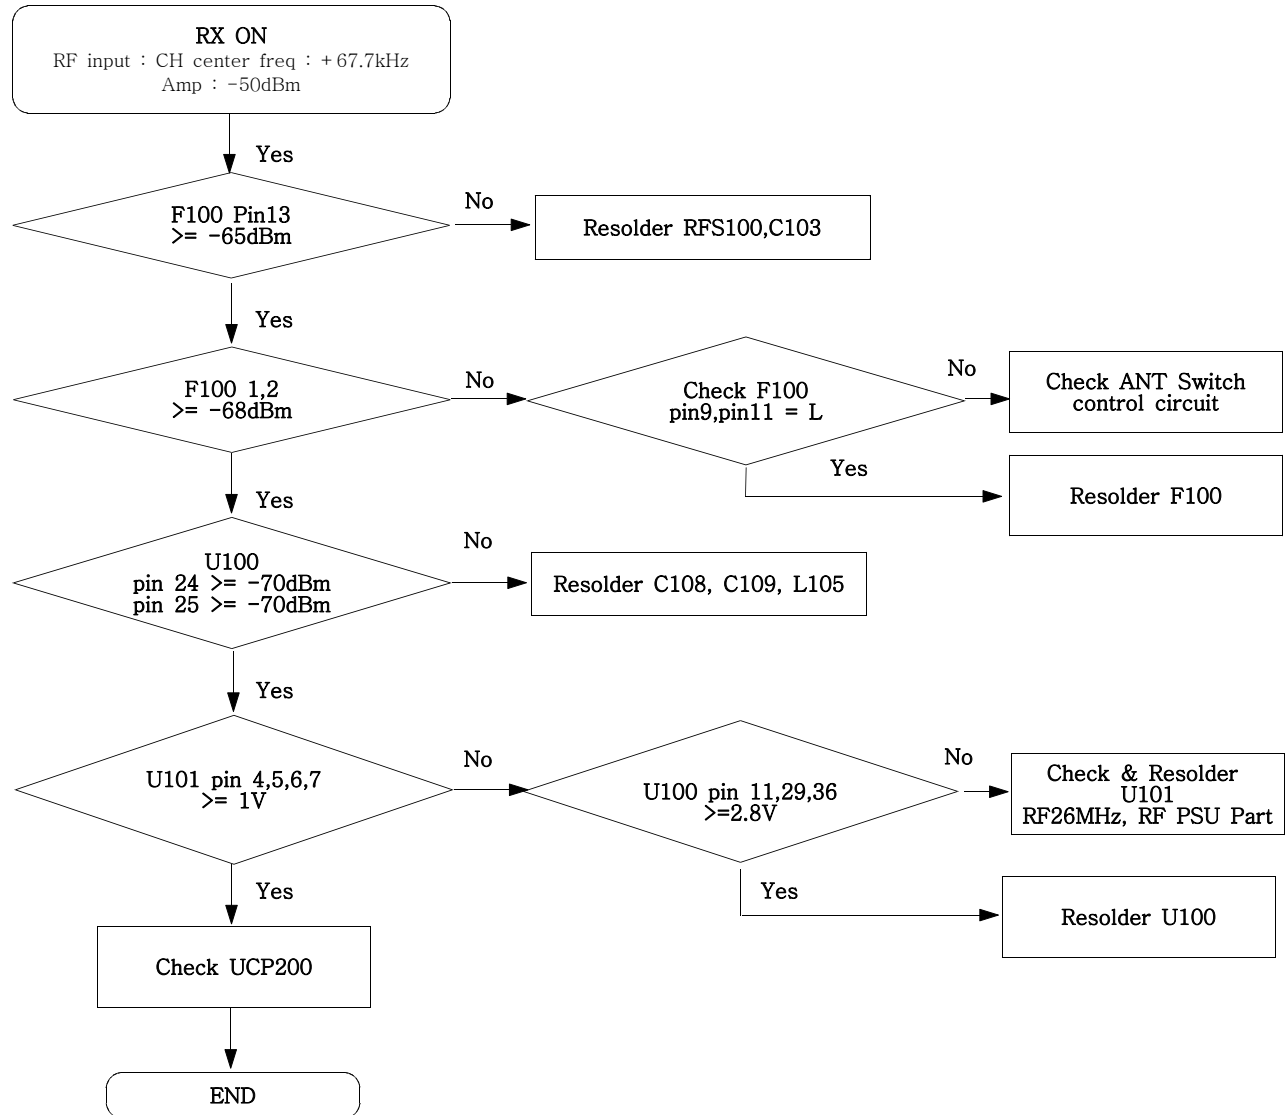 RX ON
RF input : CH center freq : +67.7kHz
Amp : -50dBm
Yes
F100 Pin13
>= -65dBm
No
Resolder RFS100,C103
Yes
F100 1,2
>= -68dBm
No
Check F100
pin9,pin11 = L
No
Check ANT Switch
control circuit
Yes
Resolder F100
Yes
U100
pin 24 >= -70dBm
pin 25 >= -70dBm
No
Resolder C108, C109, L105
Yes
U101 pin 4,5,6,7
>= 1V
No
U100 pin 11,29,36
>=2.8V
No
Check & Resolder
U101
RF26MHz, RF PSU Part
Yes
Resolder U100
Yes
Check UCP200
END